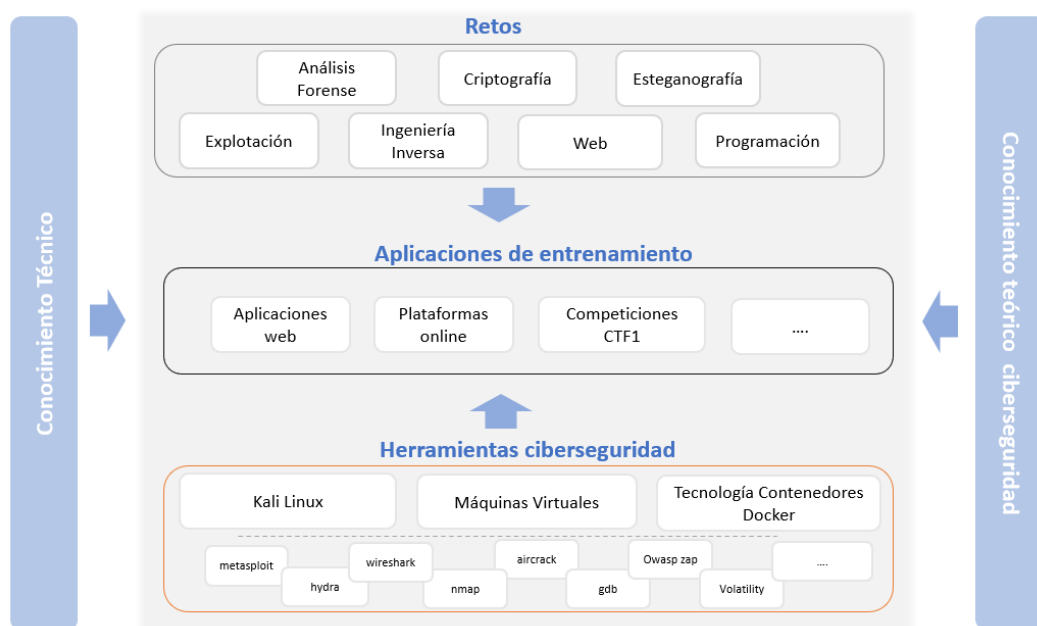 Retos
Análisis
Forense
Criptografía
Esteganografía
Explotación
Ingeniería
Inversa
Web
Programación
Conocimiento Técnico
Aplicaciones de entrenamiento
Aplicaciones
web
Plataformas
online
Competiciones
CTF1
....
Conocimiento teórico ciberseguridad
Herramientas ciberseguridad
Kali Linux
Máquinas Virtuales
Tecnología Contenedores
Docker
metasploit
hydra
wireshark
nmap
aircrack
gdb
Owasp zap
Volatility
....